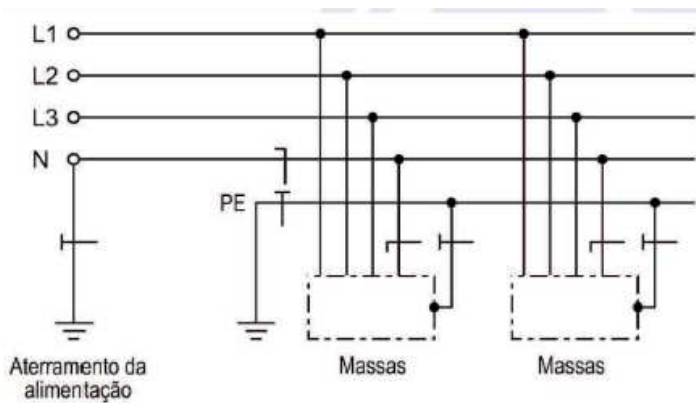 L1
L2
L3
N
PE
Aterramento da
alimentação
Massas
Massas